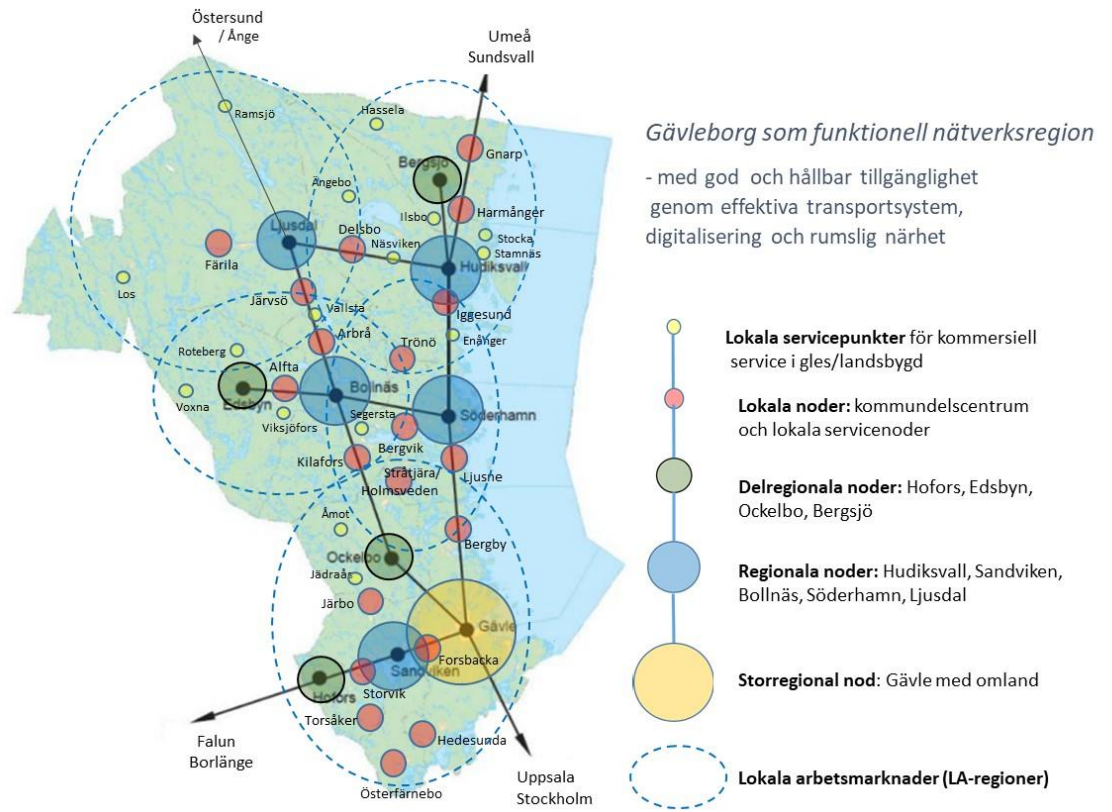 Östersund
/ Ånge
Umeå
Sundsvall
Ramsjö
Hassela
Gnarp
Bergsjö
Ängebo
Harmånger
Ilsbo
Ljusdal
Delsbo
Stocka
Näsviken
Stamnäs
Färila
Hudiksvall
Los
Järvsö
Vallsta
Iggesund
Arbrå
Enånger
Trönö
Roteberg
Alfta
Bollnäs
Edsbyn
Voxna
Viksjöfors
Segersta
Söderhamn
Bergvik
Kilafors
Stråtjära/
Holmsveden
Ljusne
Åmot
Bergby
Ockelbo
Jädraås
Järbo
Gävle
Forsbacka
Sandviken
Hofors
Storvik
Torsåker
Hedesunda
Falun
Borlänge
Österfärnebo
Uppsala
Stockholm
Gävleborg som funktionell nätverksregion
- med god och hållbar tillgänglighet
genom effektiva transportsystem,
digitalisering och rumslig närhet
Lokala servicepunkter för kommersiell
service i gles/landsbygd
Lokala noder: kommundelscentrum
och lokala servicenoder
Delregionala noder: Hofors, Edsbyn,
Ockelbo, Bergsjö
Regionala noder: Hudiksvall, Sandviken,
Bollnäs, Söderhamn, Ljusdal
Storregional nod: Gävle med omland
Lokala arbetsmarknader (LA-regioner)